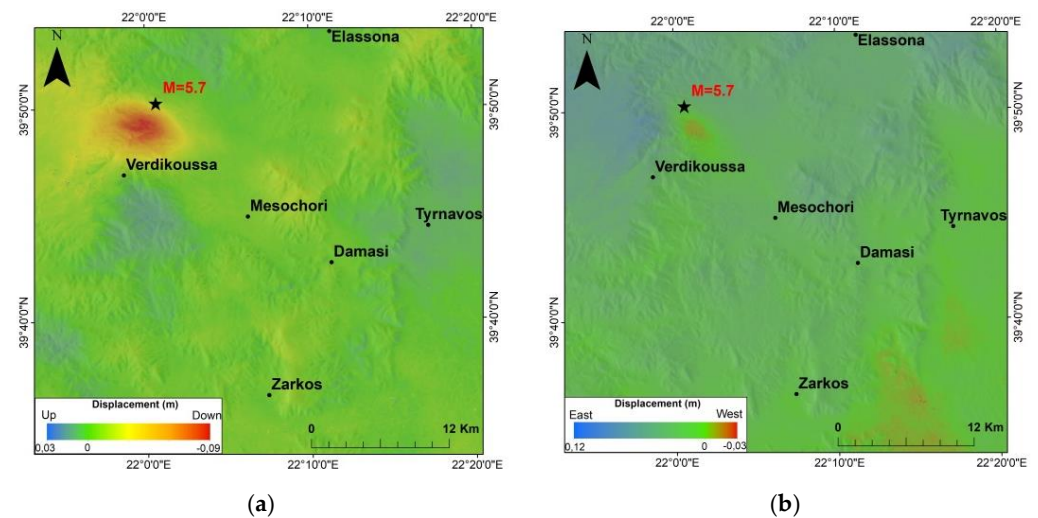 22°0'0"E 22°10'0"E 22°20'0"E
N
Elassona
M=5.7
39°50'0"N
39°50'0"N
Verdikoussa
Mesochori
Tyrnavos
Damasi
39°40'0"N
39°40'0"N
Zarkos
Displacement (m)
Up Down
0,03 0 -0,09
0 12 Km
22°0'0"E 22°10'0"E 22°20'0"E
(a)
22°0'0"E 22°10'0"E 22°20'0"E
N
Elassona
M=5.7
39°50'0"N
39°50'0"N
Verdikoussa
Mesochori
Tyrnavos
Damasi
39°40'0"N
39°40'0"N
Zarkos
Displacement (m)
East West
0,12 0 -0,03
0 12 Km
22°0'0"E 22°10'0"E 22°20'0"E
(b)